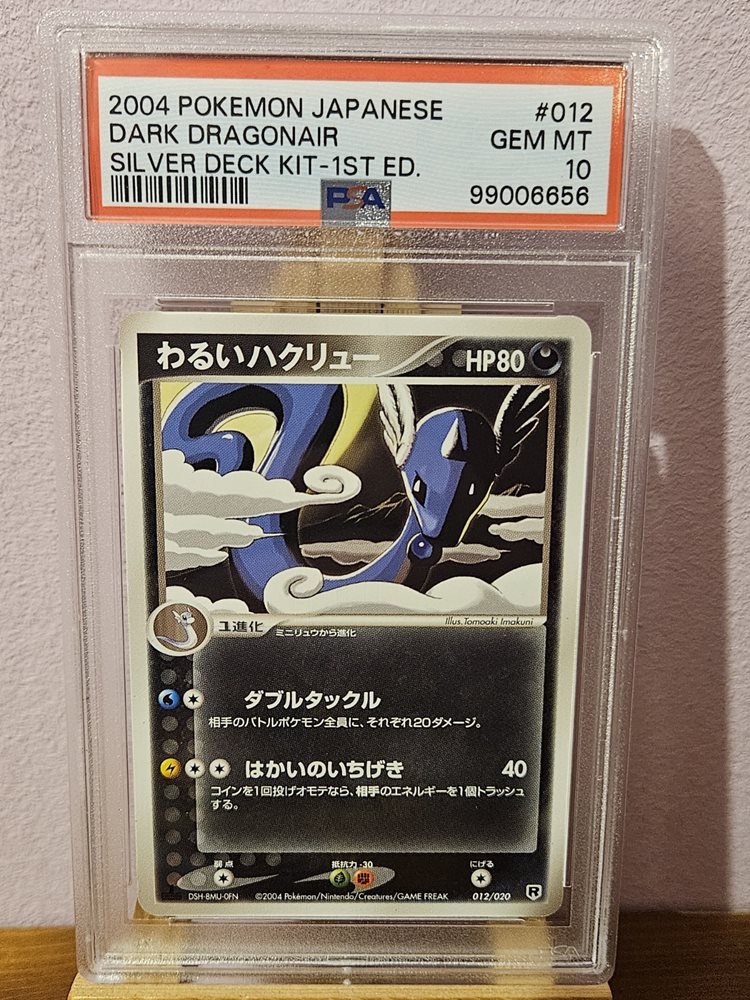 2004 POKEMON JAPANESE #012
DARK DRAGONAIR GEM MT
SILVER DECK KIT-1ST ED. 10
PSA 99006656
わるいハクリュー HP80
Illus.Tomoaki Imakuni
1進化
ミニリュウから進化
ダブルタックル
相手のバトルポケモン全員に、それぞれ20ダメージ。
はかいのいちげき 40
コインを1回投げオモテなら、相手のエネルギーを1個トラッシュ
する。
弱点 抵抗力 -30 にげる
DSH-BMU-0FN ©2004 Pokémon/Nintendo/Creatures/GAME FREAK 012/020 R
PSA